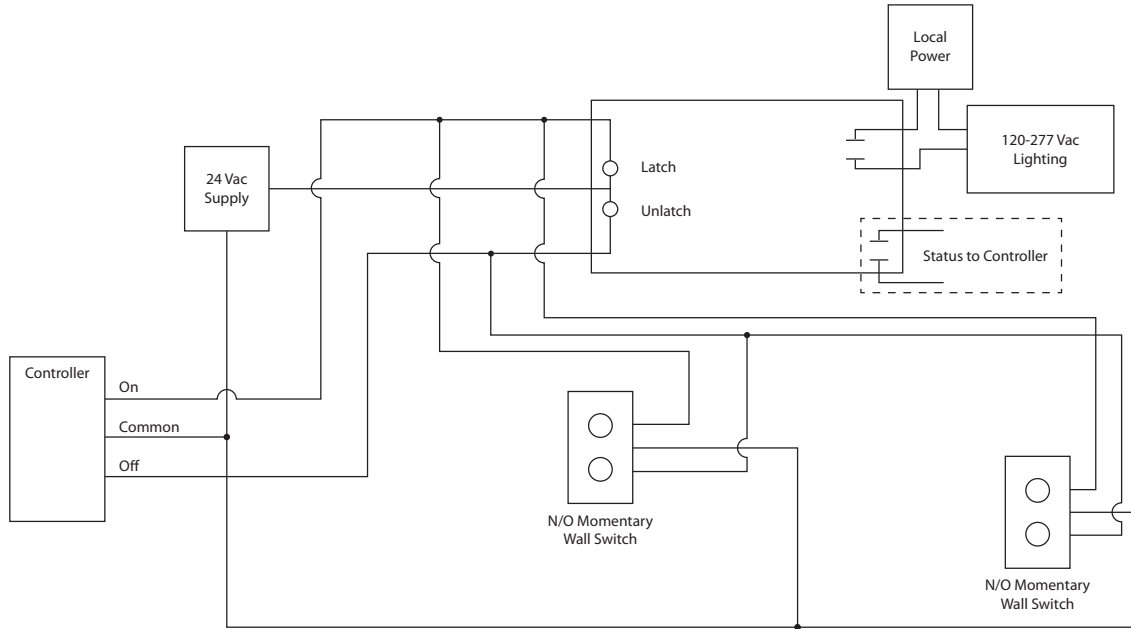 Local
Power
120-277 Vac
Lighting
24 Vac
Supply
Latch
Unlatch
Status to Controller
Controller
On
Common
Off
N/O Momentary
Wall Switch
N/O Momentary
Wall Switch